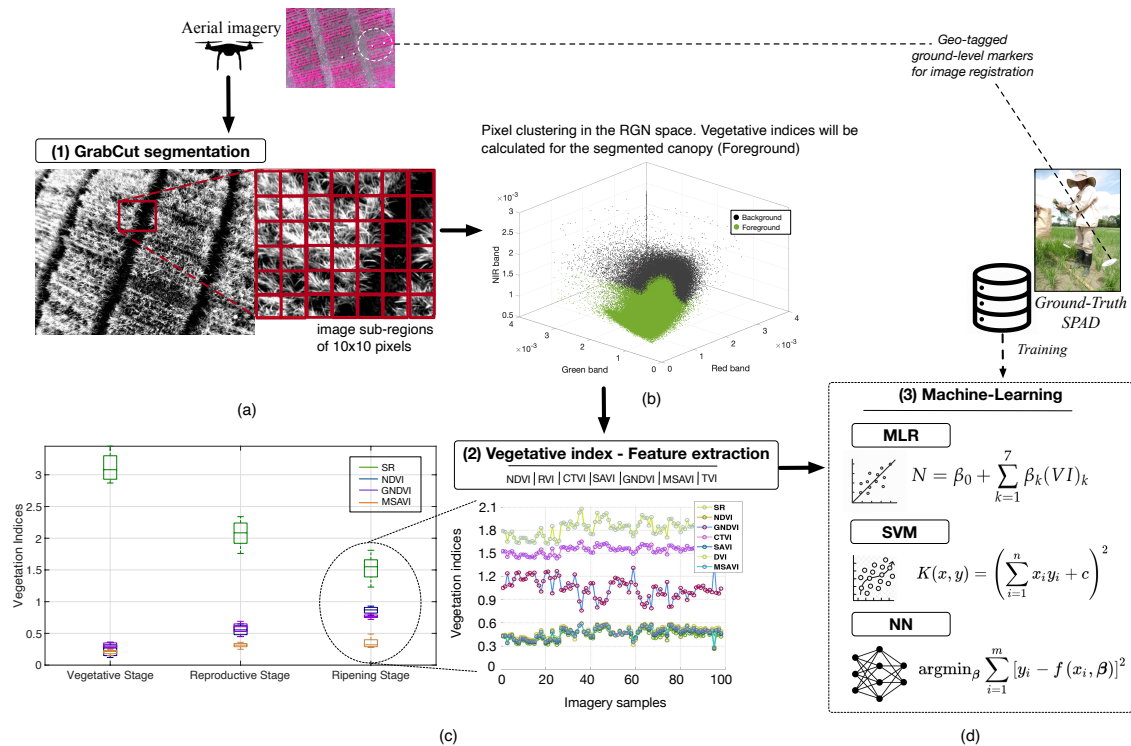 Aerial imagery
Geo-tagged
ground-level markers
for image registration
(1) GrabCut segmentation
Pixel clustering in the RGN space. Vegetative indices will be
calculated for the segmented canopy (Foreground)
×10⁻³
3
2.5
2
1.5
1
0.5
NIR band
Background
Foreground
4
3
2
1
0
×10⁻³
Green band
0
1
2
3
4
×10⁻³
Red band
image sub-regions
of 10x10 pixels
Ground-Truth
SPAD
Training
(a)
(b)
(2) Vegetative index - Feature extraction
NDVI | RVI | CTVI | SAVI | GNDVI | MSAVI | TVI
(3) Machine-Learning
MLR
N = β₀ + ∑_{k=1}^{7} β_k(VI)_k
SVM
K(x, y) = (∑_{i=1}^{n} x_i y_i + c)²
NN
argmin_β ∑_{i=1}^{m} [y_i − f (x_i, β)]²
Vegetation Indices
3
2.5
2
1.5
1
0.5
0
SR
NDVI
GNDVI
MSAVI
Vegetative Stage
Reproductive Stage
Ripening Stage
Vegetation indices
2.1
1.8
1.5
1.2
0.9
0.6
0.3
0
SR
NDVI
GNDVI
CTVI
SAVI
DVI
MSAVI
0
20
40
60
80
100
Imagery samples
(c)
(d)